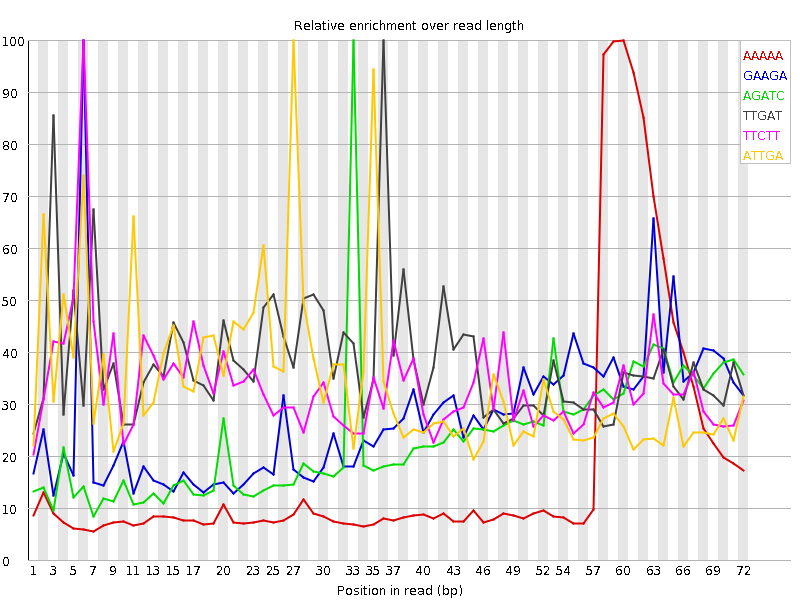 Relative enrichment over read length
100
90
80
70
60
50
40
30
20
10
0
AAAAA
GAAGA
AGATC
TTGAT
TTCTT
ATTGA
1 3 5 7 9 11 13 15 17 20 23 25 27 30 33 35 37 40 43 46 49 52 54 57 60 63 66 69 72
Position in read (bp)